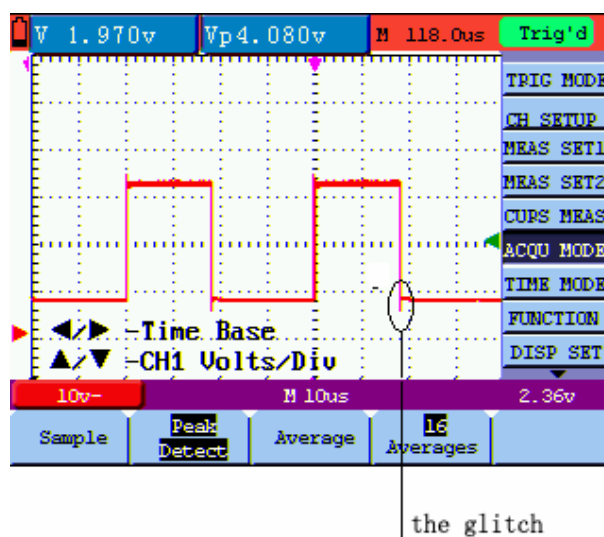 V 1.970v Vp4.080v M 118.0us Trig'd
TRIG MODE
CH SETUP
MEAS SET1
MEAS SET2
CURS MEAS
ACQU MODE
TIME MODE
FUNCTION
DISP SET
◀/▶ -Time Base
▲/▼ -CH1 Volts/Div
10v- M 10us 2.36v
Sample Peak Detect Average 16 Averages
the glitch